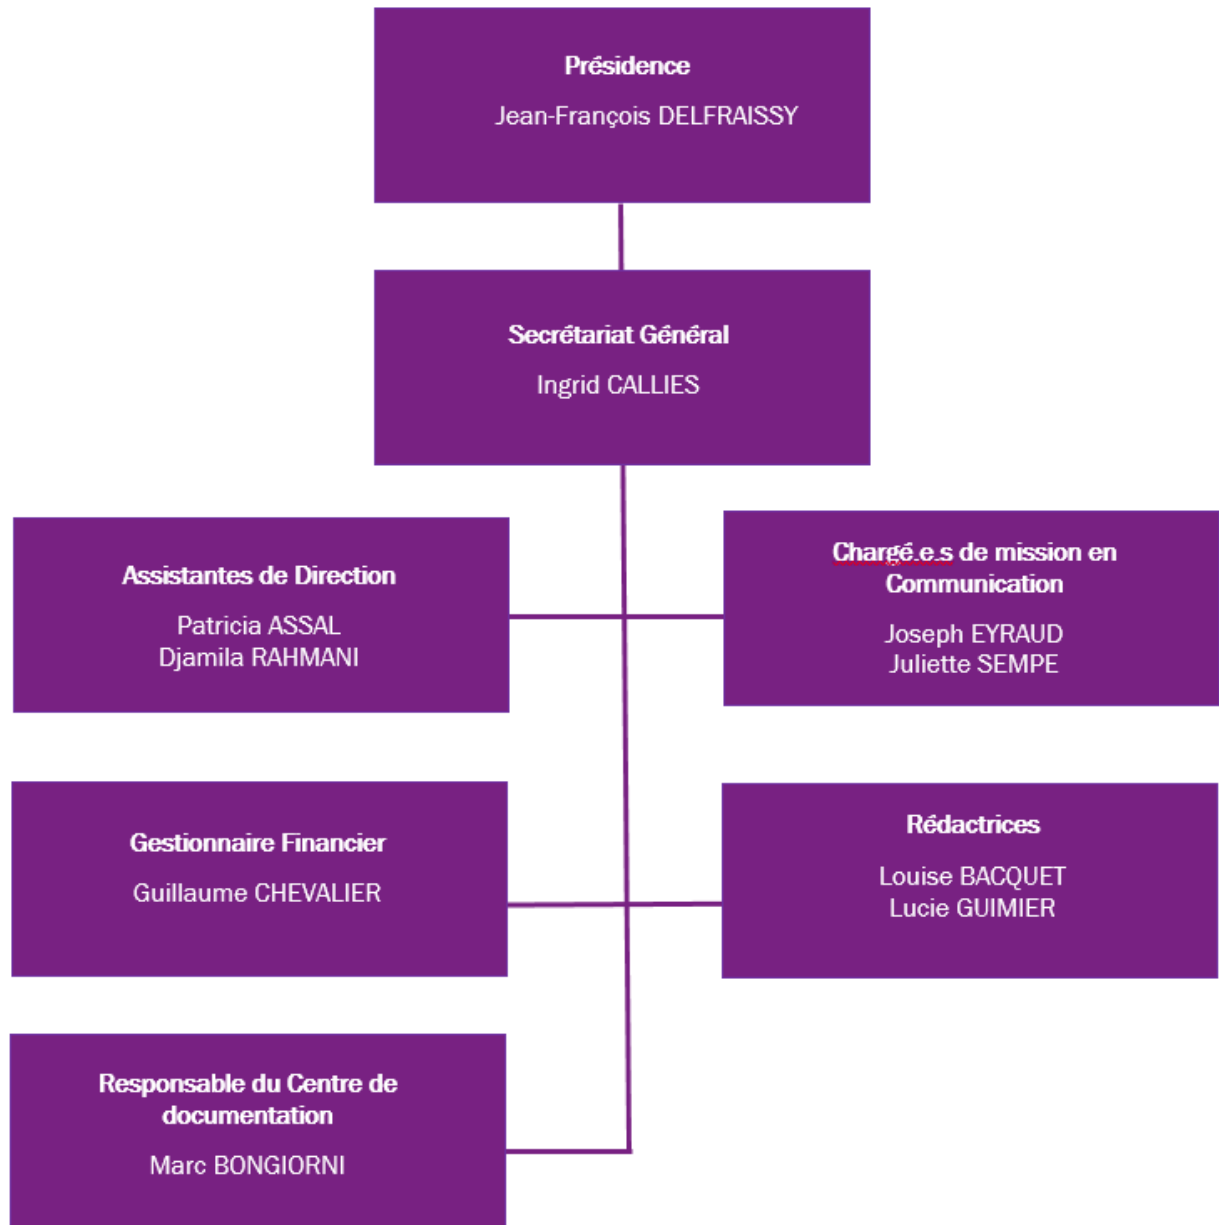 Présidence
Jean-François DELFRAISSY
Secrétariat Général
Ingrid CALLIES
Assistantes de Direction
Patricia ASSAL
Djamila RAHMANI
Chargé.e.s de mission en
Communication
Joseph EYRAUD
Juliette SEMPE
Gestionnaire Financier
Guillaume CHEVALIER
Rédactrices
Louise BACQUET
Lucie GUIMIER
Responsable du Centre de
documentation
Marc BONGIORNI